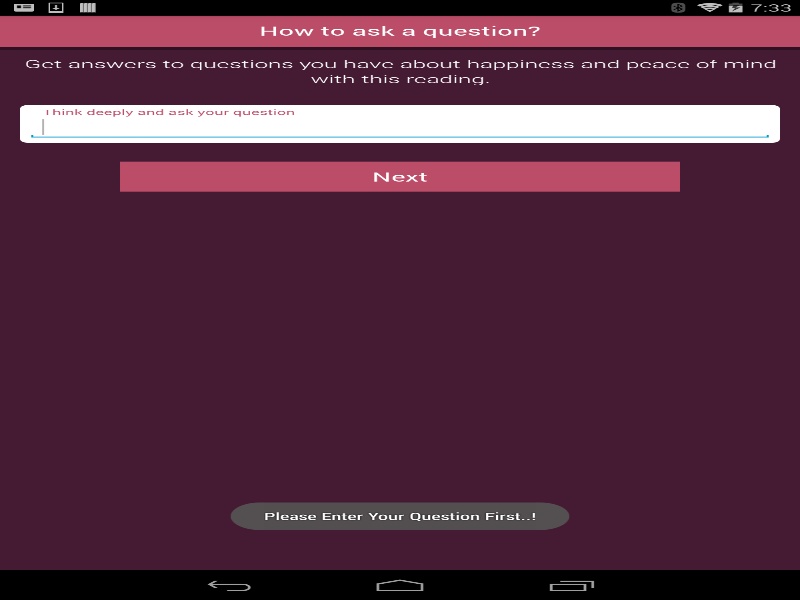 7:33
How to ask a question?
Get answers to questions you have about happiness and peace of mind
with this reading.
Think deeply and ask your question
Next
Please Enter Your Question First..!